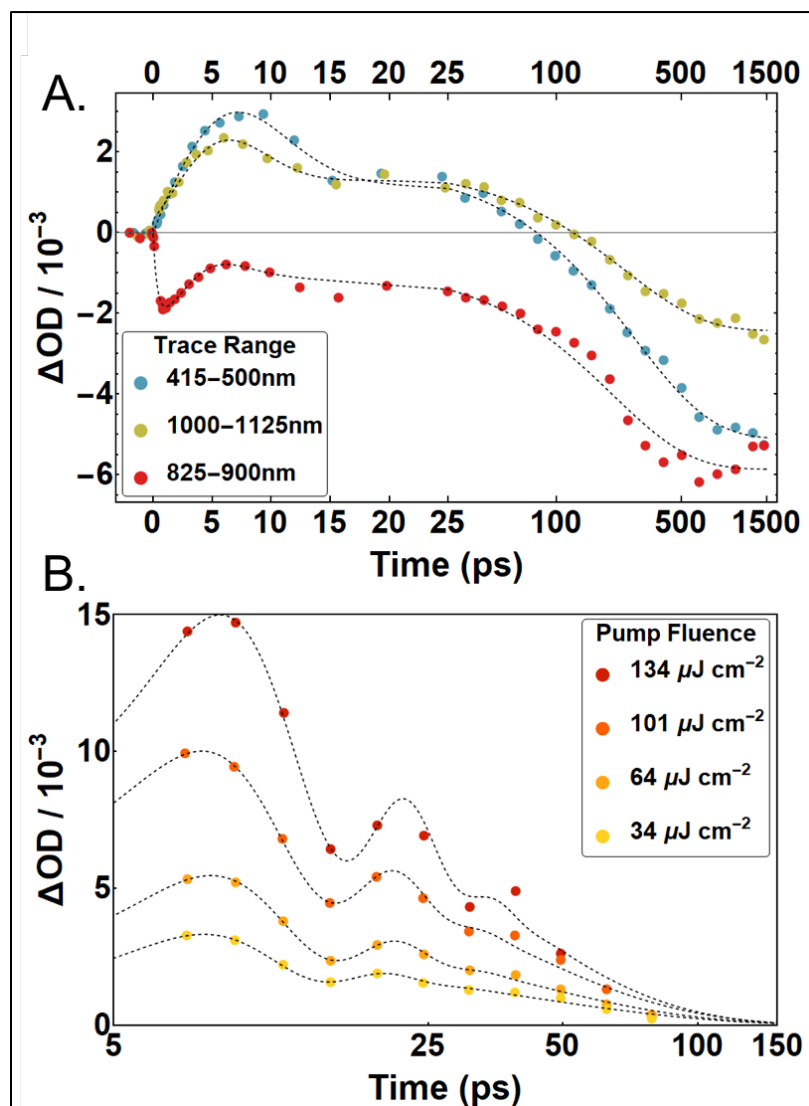 A.
0 5 10 15 20 25 100 500 1500
ΔOD / 10⁻³
2
0
−2
−4
−6
Trace Range
415−500nm
1000−1125nm
825−900nm
0 5 10 15 20 25 100 500 1500
Time (ps)
B.
ΔOD / 10⁻³
15
10
5
0
Pump Fluence
134 μJ cm⁻²
101 μJ cm⁻²
64 μJ cm⁻²
34 μJ cm⁻²
5 25 50 100 150
Time (ps)